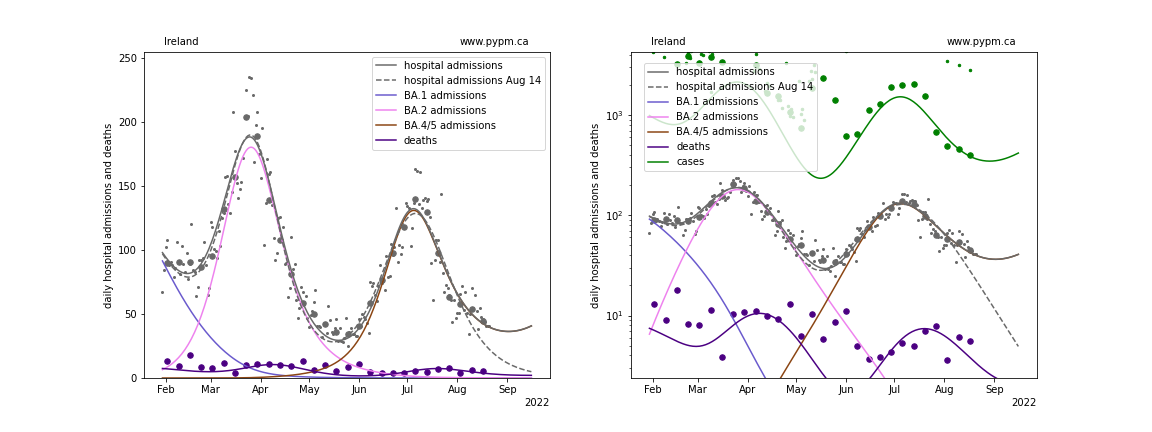 Ireland www.pypm.ca
250
200
150
100
50
0
daily hospital admissions and deaths
hospital admissions
hospital admissions Aug 14
BA.1 admissions
BA.2 admissions
BA.4/5 admissions
deaths
Feb Mar Apr May Jun Jul Aug Sep
2022
Ireland www.pypm.ca
10³
10²
10¹
daily hospital admissions and deaths
hospital admissions
hospital admissions Aug 14
BA.1 admissions
BA.2 admissions
BA.4/5 admissions
deaths
cases
Feb Mar Apr May Jun Jul Aug Sep
2022